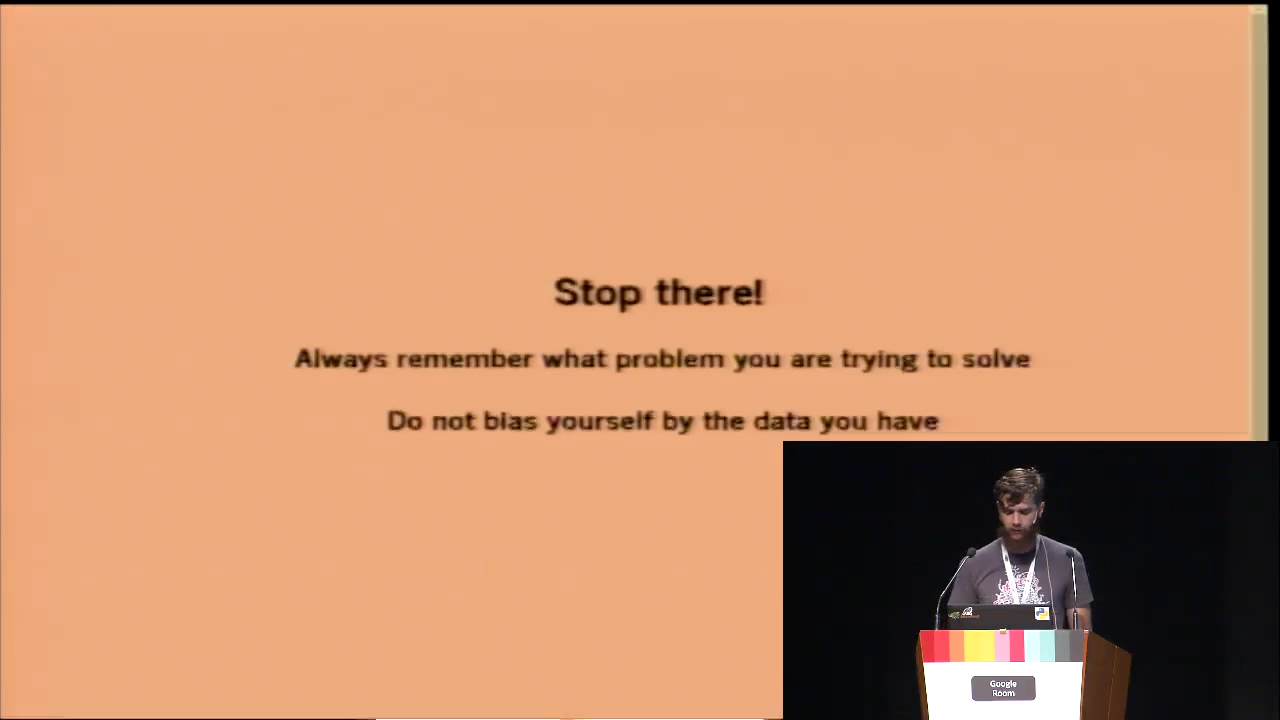 Stop there!
Always remember what problem you are trying to solve
Do not bias yourself by the data you have
Google
Room